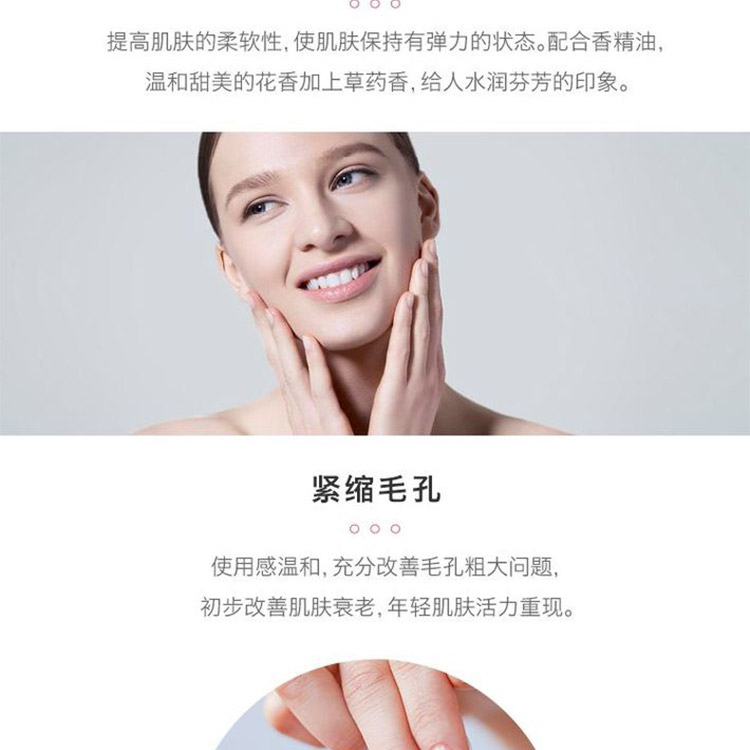 提高肌肤的柔软性，使肌肤保持有弹力的状态。配合香精油，
温和甜美的花香加上草药香，给人水润芬芳的印象。
紧缩毛孔
使用感温和，充分改善毛孔粗大问题，
初步改善肌肤衰老，年轻肌肤活力重现。